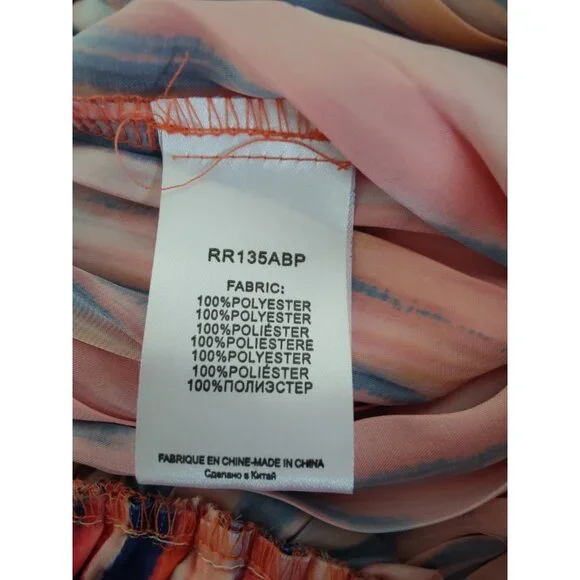 RR135ABP
FABRIC:
100%POLYESTER
100%POLYESTER
100%POLIÉSTER
100%POLIESTERE
100%POLYESTER
100%POLIÉSTER
100%ПОЛИЭСТЕР
FABRIQUE EN CHINE-MADE IN CHINA
Сделано в Китай